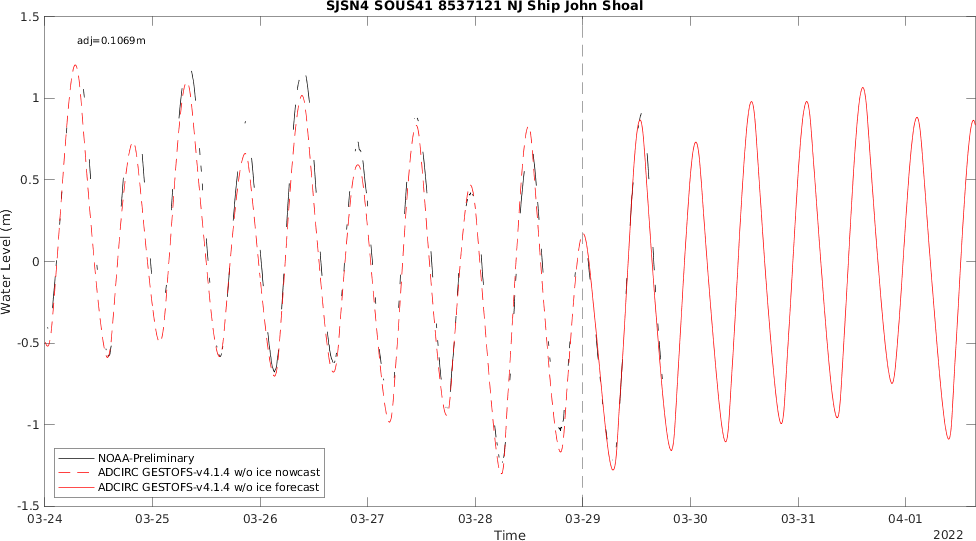 SJSN4 SOUS41 8537121 NJ Ship John Shoal
adj=0.1069m
1.5
1
0.5
0
-0.5
-1
-1.5
Water Level (m)
NOAA-Preliminary
ADCIRC GESTOFS-v4.1.4 w/o ice nowcast
ADCIRC GESTOFS-v4.1.4 w/o ice forecast
03-24 03-25 03-26 03-27 03-28 03-29 03-30 03-31 04-01
Time
2022